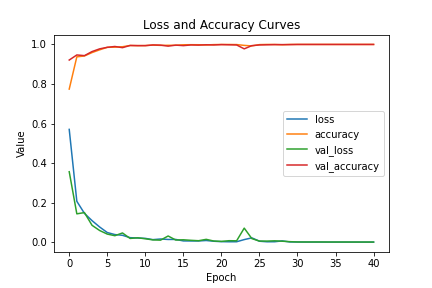 Loss and Accuracy Curves
1.0
0.8
0.6
0.4
0.2
0.0
Value
loss
accuracy
val_loss
val_accuracy
0 5 10 15 20 25 30 35 40
Epoch